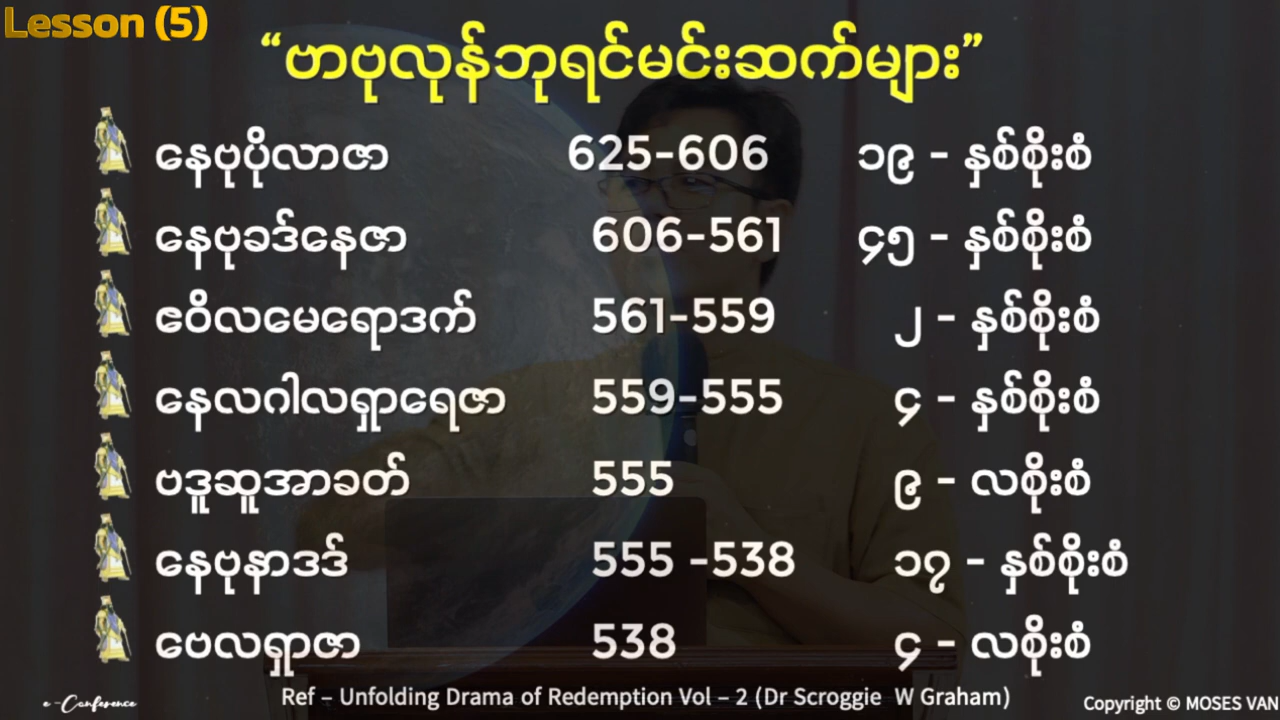 Lesson (5)
“ဗာဗုလုန်ဘုရင်မင်းဆက်များ”
နေဗုပိုလာဇာ 625-606 ၁၉ - နှစ်စိုးစံ
နေဗုခဒ်နေဇာ 606-561 ၄၅ - နှစ်စိုးစံ
ဧဝိလမေရောဒက် 561-559 ၂ - နှစ်စိုးစံ
နေလဂါလရှာရေဇာ 559-555 ၄ - နှစ်စိုးစံ
ဗဒူဆူအာခတ် 555 ၉ - လစိုးစံ
နေဗုနာဒဒ် 555 -538 ၁၇ - နှစ်စိုးစံ
ဗေလရှာဇာ 538 ၄ - လစိုးစံ
e-Conference
Ref – Unfolding Drama of Redemption Vol – 2 (Dr Scroggie W Graham)
Copyright © MOSES VAN